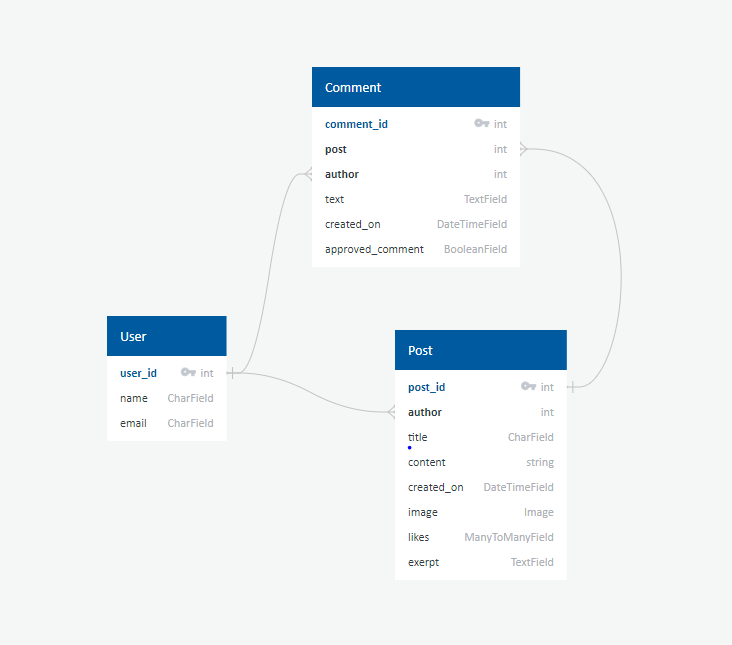 Comment
comment_id int
post int
author int
text TextField
created_on DateTimeField
approved_comment BooleanField
User
user_id int
name CharField
email CharField
Post
post_id int
author int
title CharField
content string
created_on DateTimeField
image Image
likes ManyToManyField
exerpt TextField